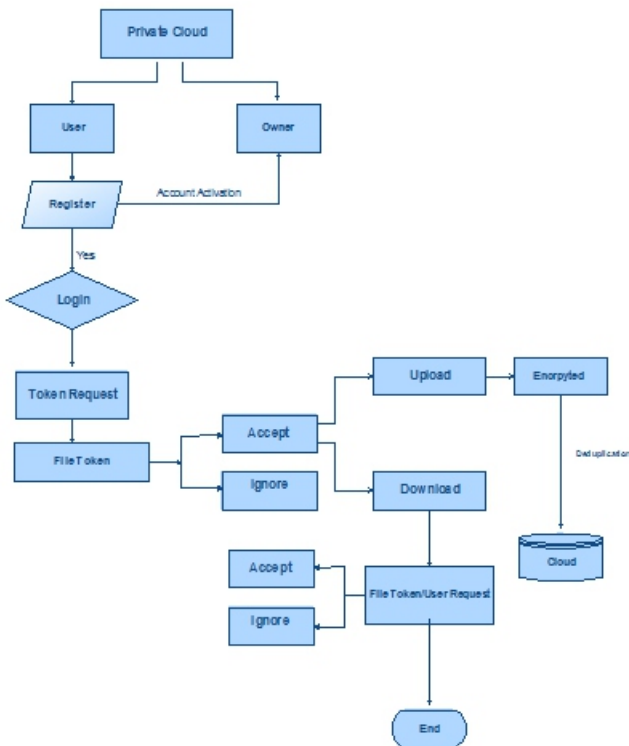 Private Cloud
User
Owner
Register
Account Activation
Yes
Login
Token Request
File Token
Accept
Ignore
Upload
Enorpyted
Download
Deduplication
Cloud
Accept
Ignore
File Token/User Request
End